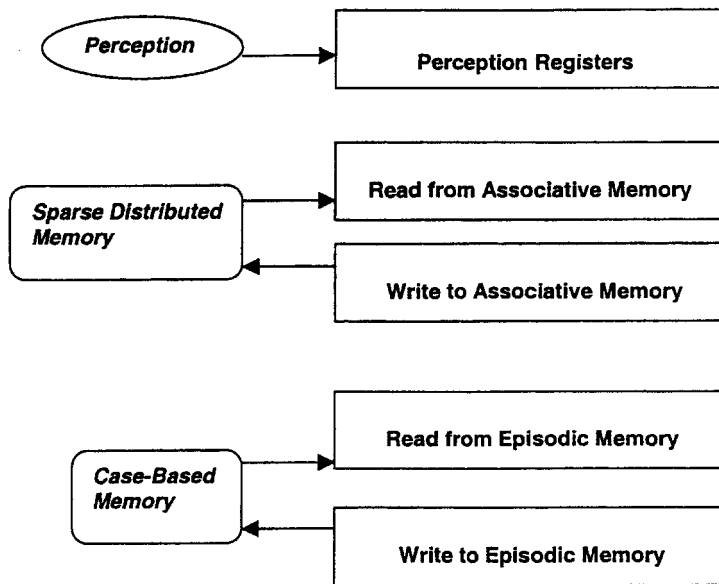 Perception
Perception Registers
Read from Associative Memory
Sparse Distributed
Memory
Write to Associative Memory
Read from Episodic Memory
Case-Based
Memory
Write to Episodic Memory